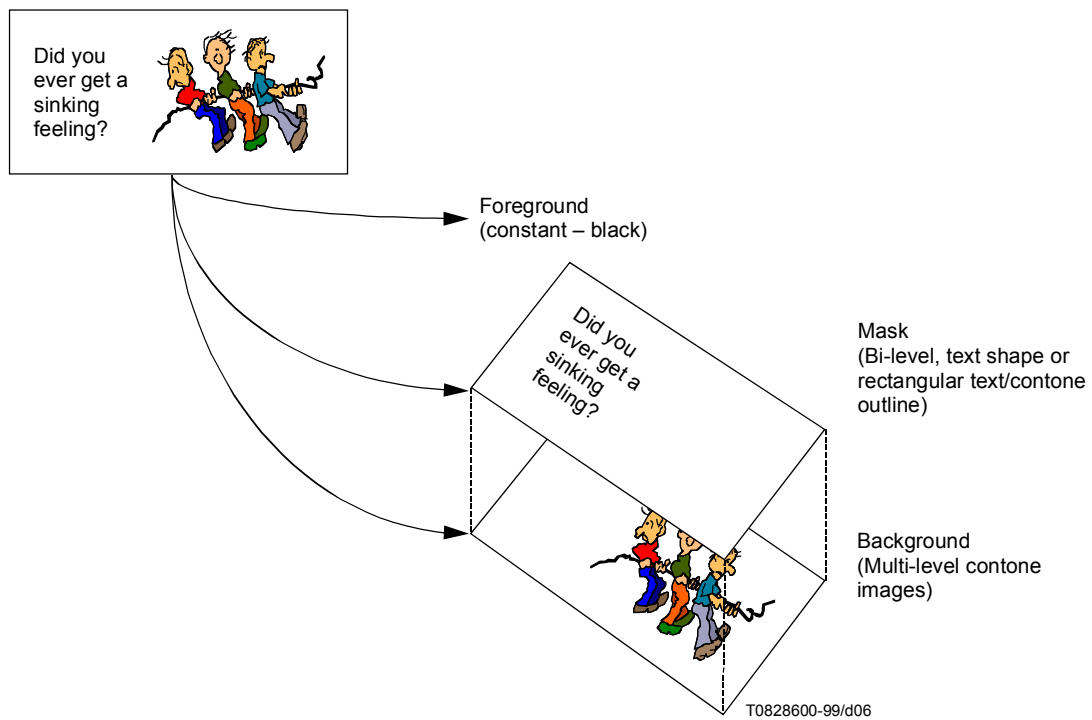 Did you
ever get a
sinking
feeling?
Foreground
(constant – black)
Did you
ever get a
sinking
feeling?
Mask
(Bi-level, text shape or
rectangular text/contone
outline)
Background
(Multi-level contone
images)
T0828600-99/d06